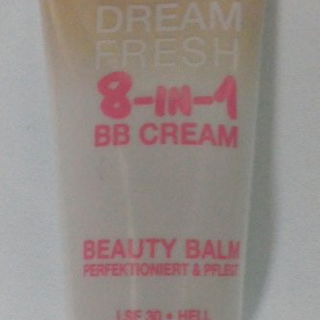 DREAM
FRESH
8-IN-1
BB CREAM
BEAUTY BALM
PERFEKTIONIERT & PFLEGT
LSF 30 • HELL